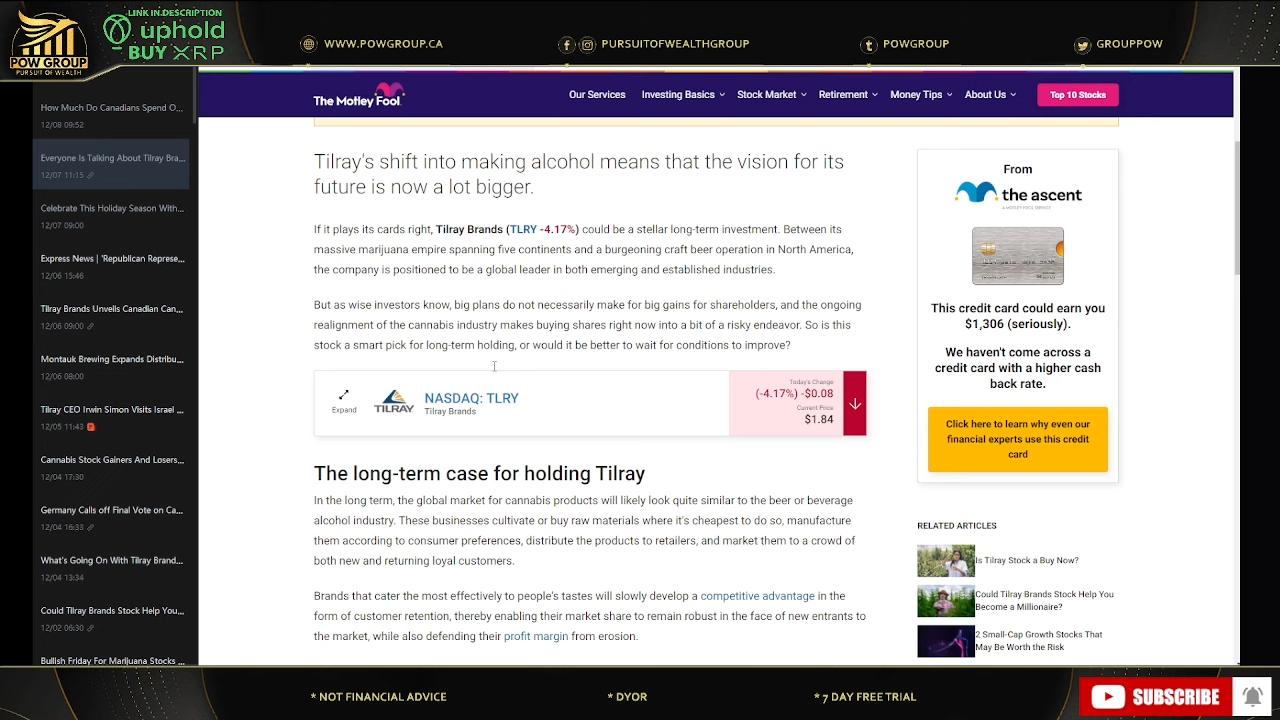 LINK IN DESCRIPTION
uphold
BUY XRP
POW GROUP
PURSUIT OF WEALTH
WWW.POWGROUP.CA
PURSUITOFWEALTHGROUP
POWGROUP
GROUPPOW
The Motley Fool.
Our Services
Investing Basics
Stock Market
Retirement
Money Tips
About Us
Top 10 Stocks
How Much Do Canadians Spend O...
12/08 09:52
Everyone Is Talking About Tilray Bra...
12/07 11:15
Celebrate This Holiday Season With...
12/07 09:00
Express News | 'Republican Represe...
12/06 15:46
Tilray Brands Unveils Canadian Can...
12/06 09:00
Montauk Brewing Expands Distribu...
12/06 08:00
Tilray CEO Irwin Simon Visits Israel ...
12/05 11:43
Cannabis Stock Gainers And Losers...
12/04 17:30
Germany Calls off Final Vote on Ca...
12/04 16:33
What's Going On With Tilray Brand...
12/04 13:34
Could Tilray Brands Stock Help You...
12/02 06:30
Bullish Friday For Marijuana Stocks ...
Tilray's shift into making alcohol means that the vision for its
future is now a lot bigger.
If it plays its cards right, Tilray Brands (TLRY -4.17%) could be a stellar long-term investment. Between its
massive marijuana empire spanning five continents and a burgeoning craft beer operation in North America,
the company is positioned to be a global leader in both emerging and established industries.
But as wise investors know, big plans do not necessarily make for big gains for shareholders, and the ongoing
realignment of the cannabis industry makes buying shares right now into a bit of a risky endeavor. So is this
stock a smart pick for long-term holding, or would it be better to wait for conditions to improve?
Expand
TILRAY
NASDAQ: TLRY
Tilray Brands
Today's Change
(-4.17%) -$0.08
Current Price
$1.84
The long-term case for holding Tilray
In the long term, the global market for cannabis products will likely look quite similar to the beer or beverage
alcohol industry. These businesses cultivate or buy raw materials where it's cheapest to do so, manufacture
them according to consumer preferences, distribute the products to retailers, and market them to a crowd of
both new and returning loyal customers.
Brands that cater the most effectively to people's tastes will slowly develop a competitive advantage in the
form of customer retention, thereby enabling their market share to remain robust in the face of new entrants to
the market, while also defending their profit margin from erosion.
From
the ascent
A MOTLEY FOOL SERVICE
This credit card could earn you
$1,306 (seriously).
We haven't come across a
credit card with a higher cash
back rate.
Click here to learn why even our
financial experts use this credit
card
RELATED ARTICLES
Is Tilray Stock a Buy Now?
Could Tilray Brands Stock Help You
Become a Millionaire?
2 Small-Cap Growth Stocks That
May Be Worth the Risk
* NOT FINANCIAL ADVICE
* DYOR
* 7 DAY FREE TRIAL
SUBSCRIBE